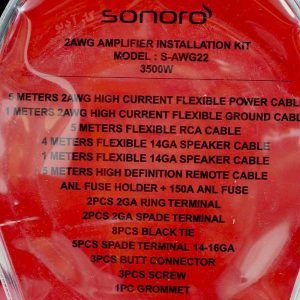 sonoro
2AWG AMPLIFIER INSTALLATION KIT
MODEL : S-AWG22
3500W
5 METERS 2AWG HIGH CURRENT FLEXIBLE POWER CABLE
1 METERS 2AWG HIGH CURRENT FLEXIBLE GROUND CABLE
5 METERS FLEXIBLE RCA CABLE
4 METERS FLEXIBLE 14GA SPEAKER CABLE
1 METERS FLEXIBLE 14GA SPEAKER CABLE
5 METERS HIGH DEFINITION REMOTE CABLE
ANL FUSE HOLDER + 150A ANL FUSE
2PCS 2GA RING TERMINAL
2PCS 2GA SPADE TERMINAL
8PCS BLACK TIE
5PCS SPADE TERMINAL 14-16GA
3PCS BUTT CONNECTOR
3PCS SCREW
1PC GROMMET